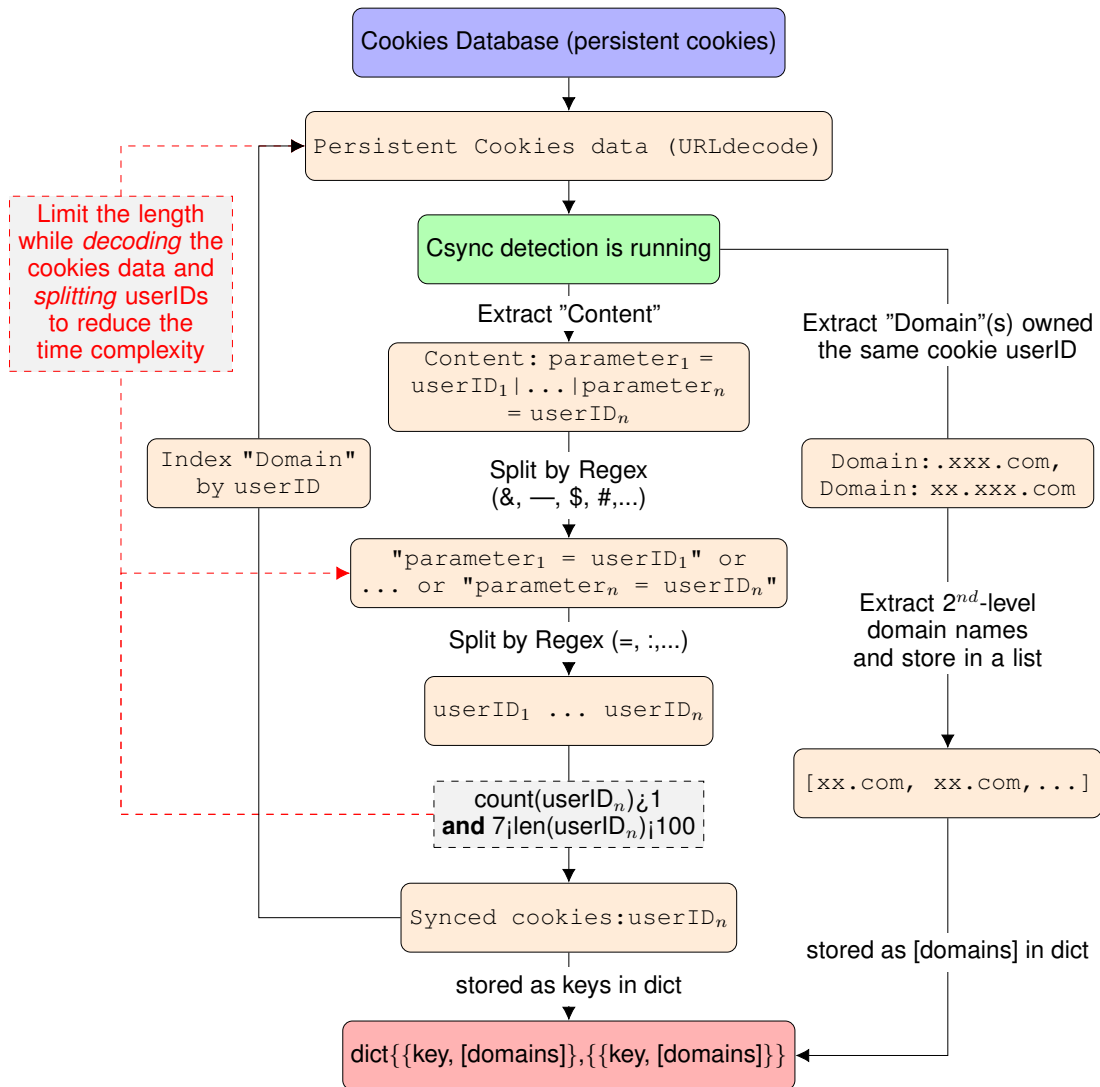 Cookies Database (persistent cookies)
Persistent Cookies data (URLdecode)
Limit the length
while decoding the
cookies data and
splitting userIDs
to reduce the
time complexity
Csync detection is running
Extract ”Content”
Extract ”Domain”(s) owned
the same cookie userID
Content: parameter₁ =
userID₁|...|parameterₙ
= userIDₙ
Index "Domain"
by userID
Domain:.xxx.com,
Domain: xx.xxx.com
Split by Regex
(&, —, $, #,...)
"parameter₁ = userID₁" or
... or "parameterₙ = userIDₙ"
Extract 2ⁿᵈ-level
domain names
and store in a list
Split by Regex (=, :,...)
userID₁ ... userIDₙ
[xx.com, xx.com,...]
count(userIDₙ)¿1
and 7¡len(userIDₙ)¡100
Synced cookies:userIDₙ
stored as [domains] in dict
stored as keys in dict
dict{{key, [domains]},{{key, [domains]}}